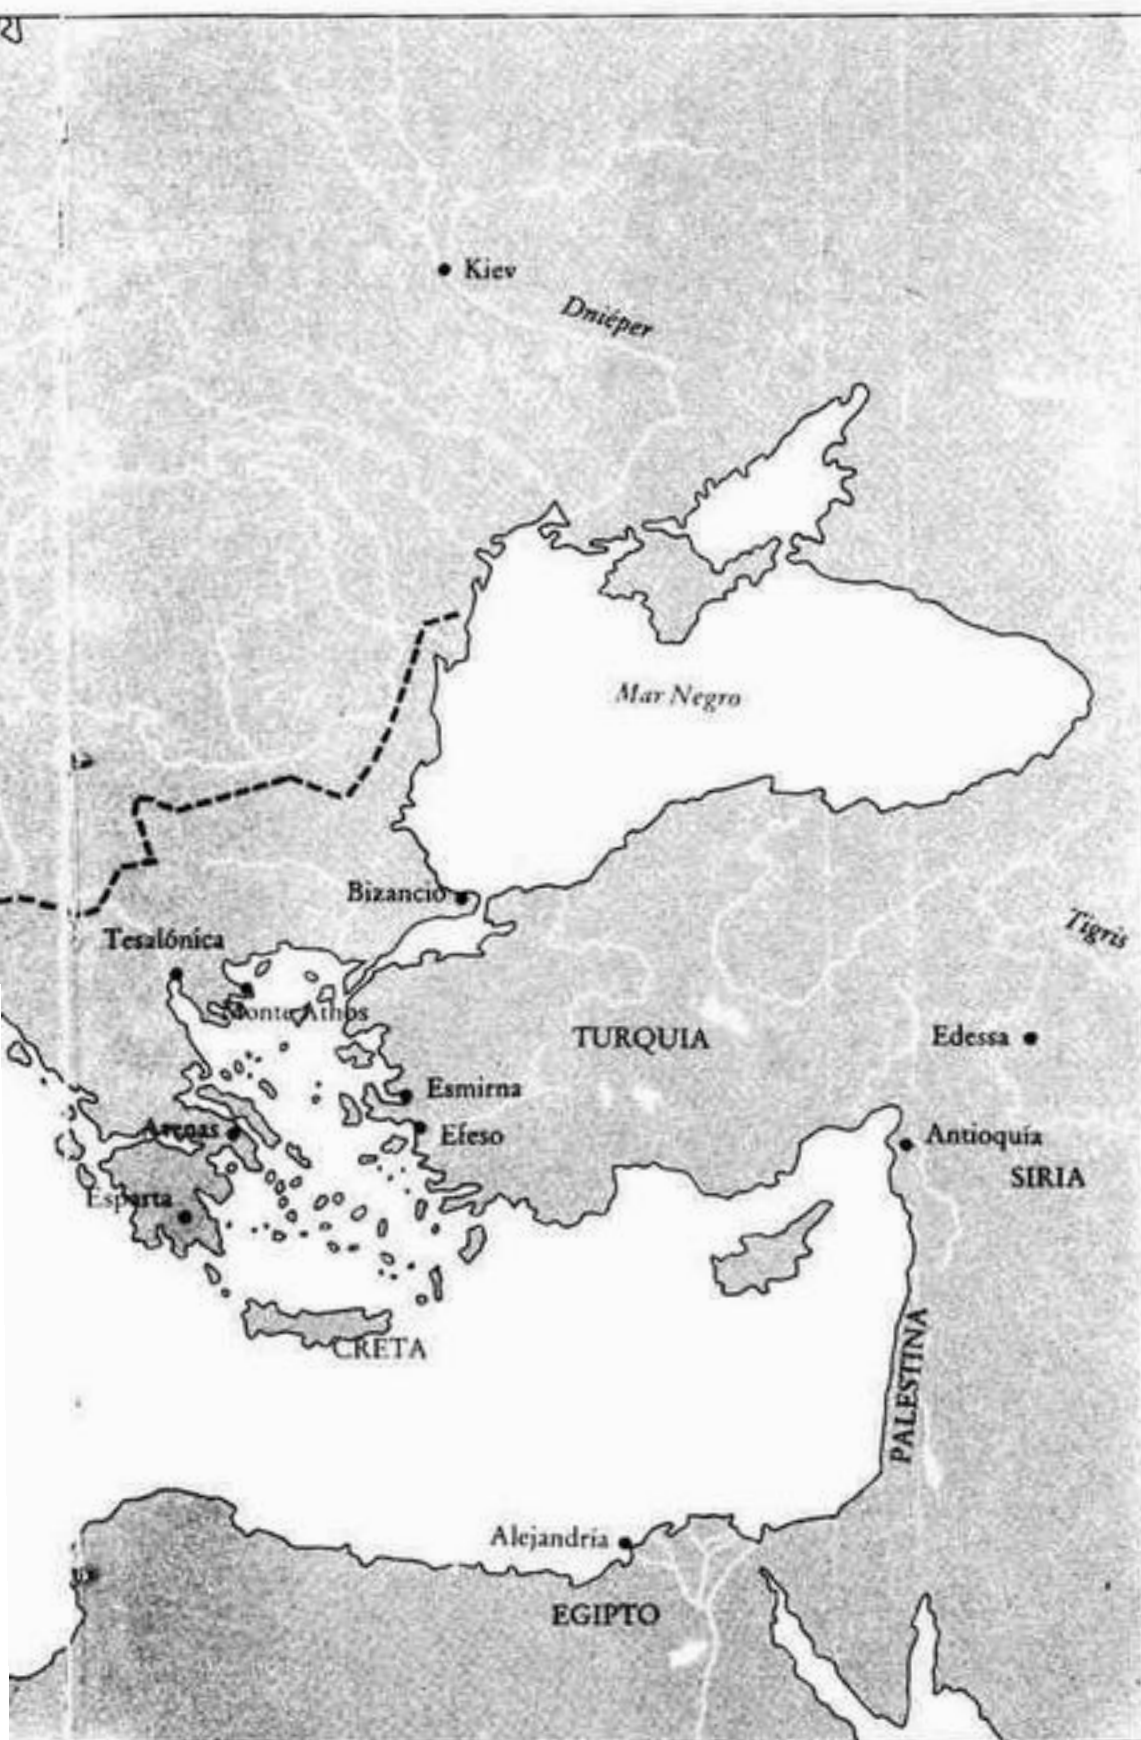 Kiev
Dniéper
Mar Negro
Bizancio
Tesalónica
Tigris
Monte Athos
TURQUIA
Edessa
Esmirna
Atenas
Efeso
Antioquía
SIRIA
Esparta
CRETA
PALESTINA
Alejandría
EGIPTO